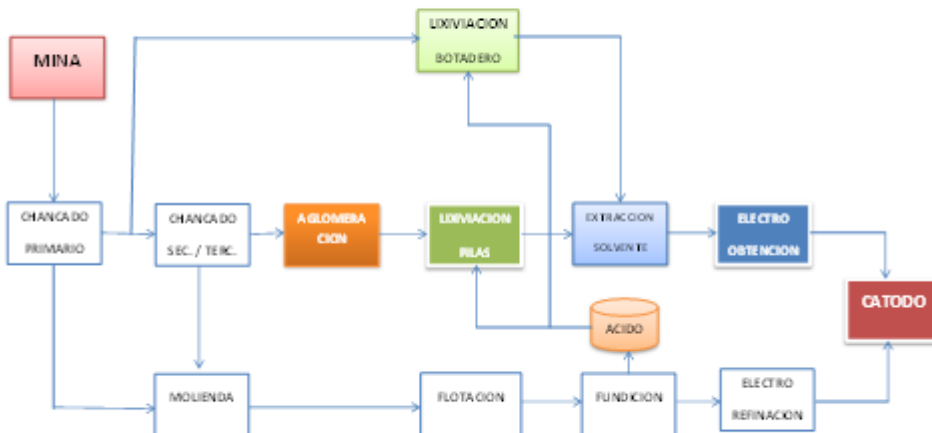 LIXIVIACION
BOTADERO
MINA
CHANCADO
PRIMARIO
CHANCADO
SEC. / TERC.
AGLOMERA
CION
LIXIVIACION
PILAS
EXTRACCION
SOLVENTE
ELECTRO
OBTENCION
CATODO
ACIDO
MOLIENDA
FLOTACION
FUNDICION
ELECTRO
REFINACION